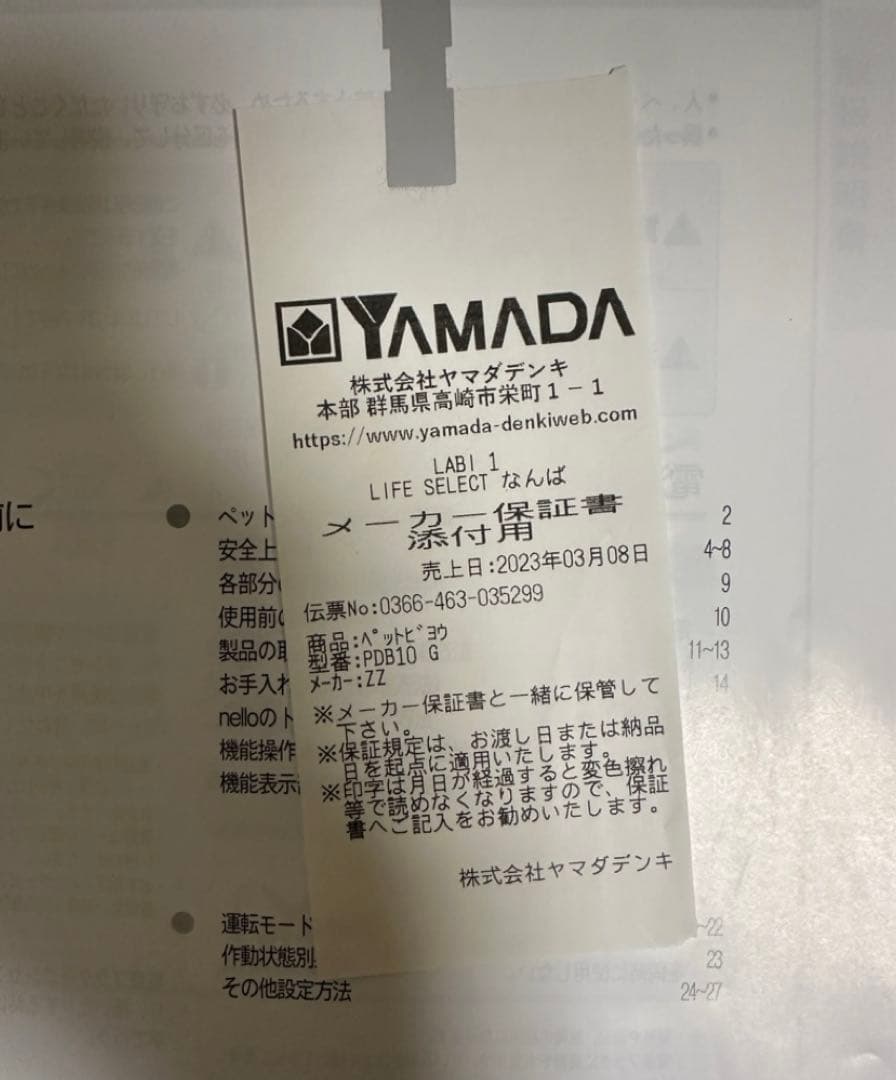 YAMADA
株式会社ヤマダデンキ
本部 群馬県高崎市栄町1-1
https://www.yamada-denkiweb.com
LABI 1
LIFE SELECT なんば
メーカー保証書
添付用
売上日:2023年03月08日
伝票No:0366-463-035299
商品:ペットビヨウ
型番:PDB10 G
メーカー:ZZ
※メーカー保証書と一緒に保管して
下さい。
※保証規定は、お渡し日または納品
日を起点に適用いたします。
※印字は月日が経過すると変色擦れ
等で読めなくなりますので、保証
書へご記入をお勧めいたします。
株式会社ヤマダデンキ
前に
ペット 2
安全上 4~8
各部分 9
使用前の 10
製品の取 11~13
お手入れ 14
nelloのト
機能操作
機能表示
運転モード ~22
作動状態別 23
その他設定方法 24~27